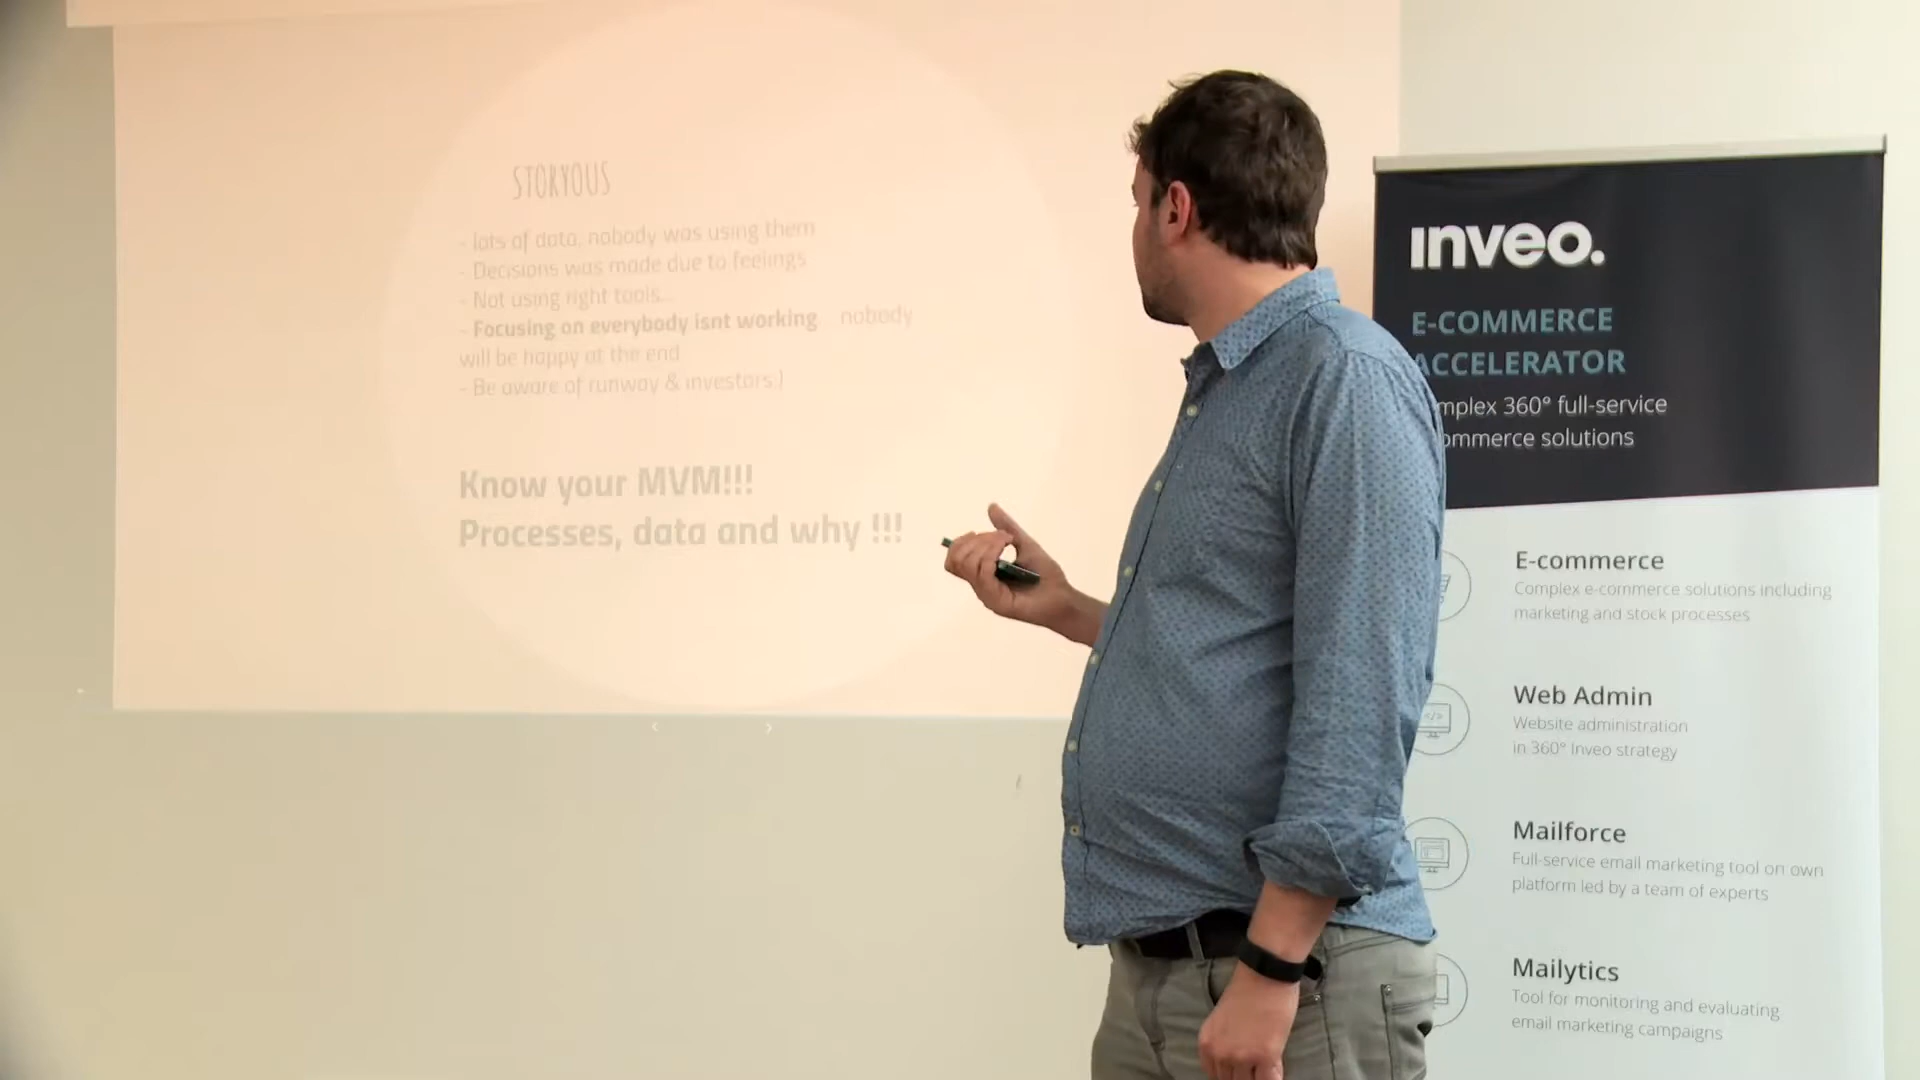 STORYOUS
- lots of data, nobody was using them
- Decisions was made due to feelings
- Not using right tools...
- Focusing on everybody isnt working nobody
will be happy at the end
- Be aware of runway & investors )
Know your MVM!!!
Processes, data and why !!!
inveo.
E-COMMERCE
ACCELERATOR
mplex 360° full-service
ommerce solutions
E-commerce
Complex e-commerce solutions including
marketing and stock processes
Web Admin
Website administration
in 360° Inveo strategy
Mailforce
Full-service email marketing tool on own
platform led by a team of experts
Mailytics
Tool for monitoring and evaluating
email marketing campaigns